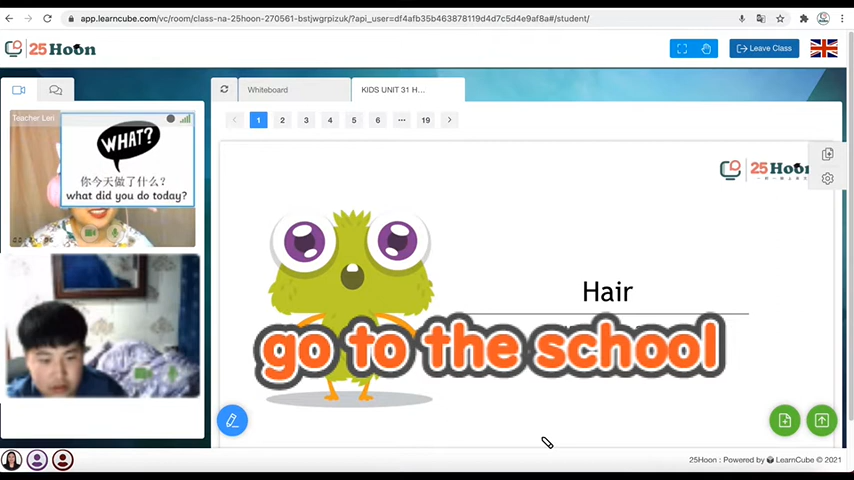 app.learncube.com/vc/room/class-na-25hoon-270561-bstjwgrpizuk/?api_user=df4afb35b463878119d4d7c5d4e9af8a#/student/
25Hoon
Leave Class
Whiteboard
KIDS UNIT 31 H...
Teacher Leri
WHAT?
你今天做了什么？
what did you do today?
1 2 3 4 5 6 ... 19
25Hoon
Hair
go to the school
25Hoon : Powered by LearnCube © 2021